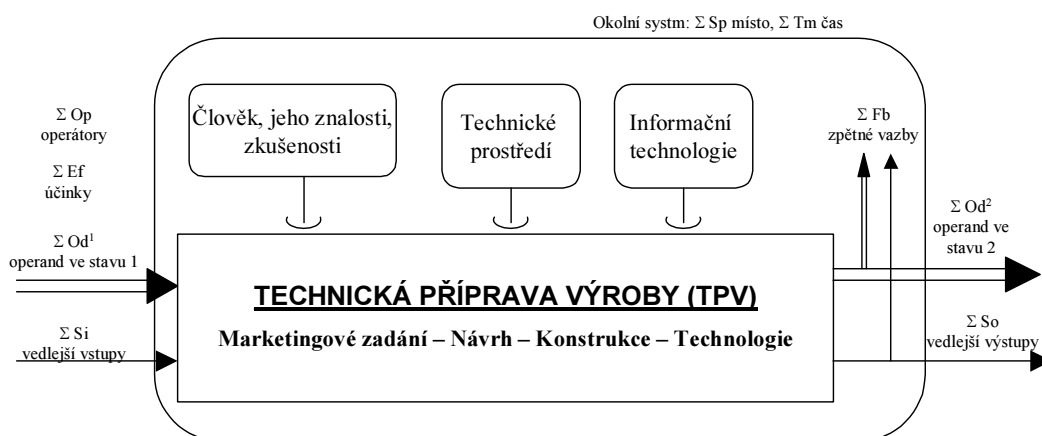 Okolní systm: Σ Sp místo, Σ Tm čas
Σ Op
operátory
Σ Ef
účinky
Σ Od¹
operand ve stavu 1
Σ Si
vedlejší vstupy
Člověk, jeho znalosti,
zkušenosti
Technické
prostředí
Informační
technologie
Σ Fb
zpětné vazby
TECHNICKÁ PŘÍPRAVA VÝROBY (TPV)
Marketingové zadání – Návrh – Konstrukce – Technologie
Σ Od²
operand ve
stavu 2
Σ So
vedlejší výstupy